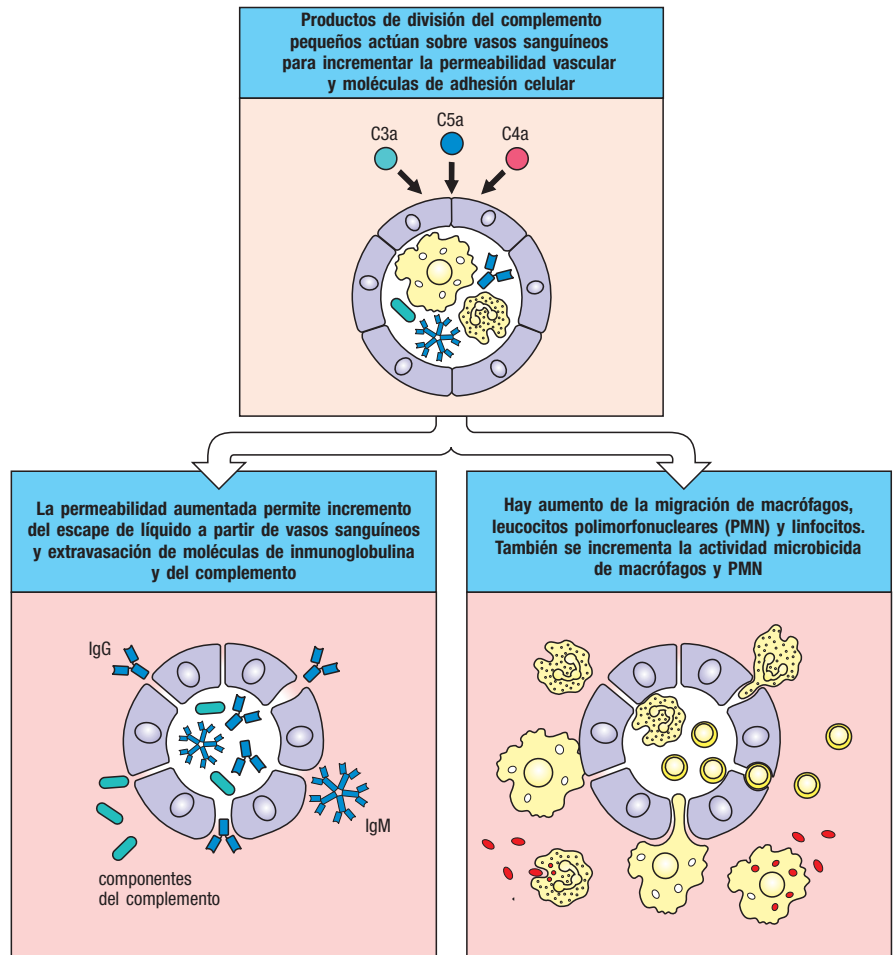 Productos de división del complemento
pequeños actúan sobre vasos sanguíneos
para incrementar la permeabilidad vascular
y moléculas de adhesión celular
C3a
C5a
C4a
La permeabilidad aumentada permite incremento
del escape de líquido a partir de vasos sanguíneos
y extravasación de moléculas de inmunoglobulina
y del complemento
IgG
IgM
componentes
del complemento
Hay aumento de la migración de macrófagos,
leucocitos polimorfonucleares (PMN) y linfocitos.
También se incrementa la actividad microbicida
de macrófagos y PMN